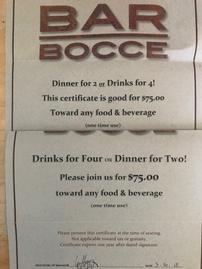 BAR
BOCCE
Dinner for 2 or Drinks for 4!
This certificate is good for $75.00
Toward any food & beverage
(one time use)
Drinks for Four OR Dinner for Two!
Please join us for $75.00
toward any food & beverage
(one time use)
Please present this certificate at the time of seating.
Not applicable toward tax or gratuity.
Certificate expires one year after dated signature.